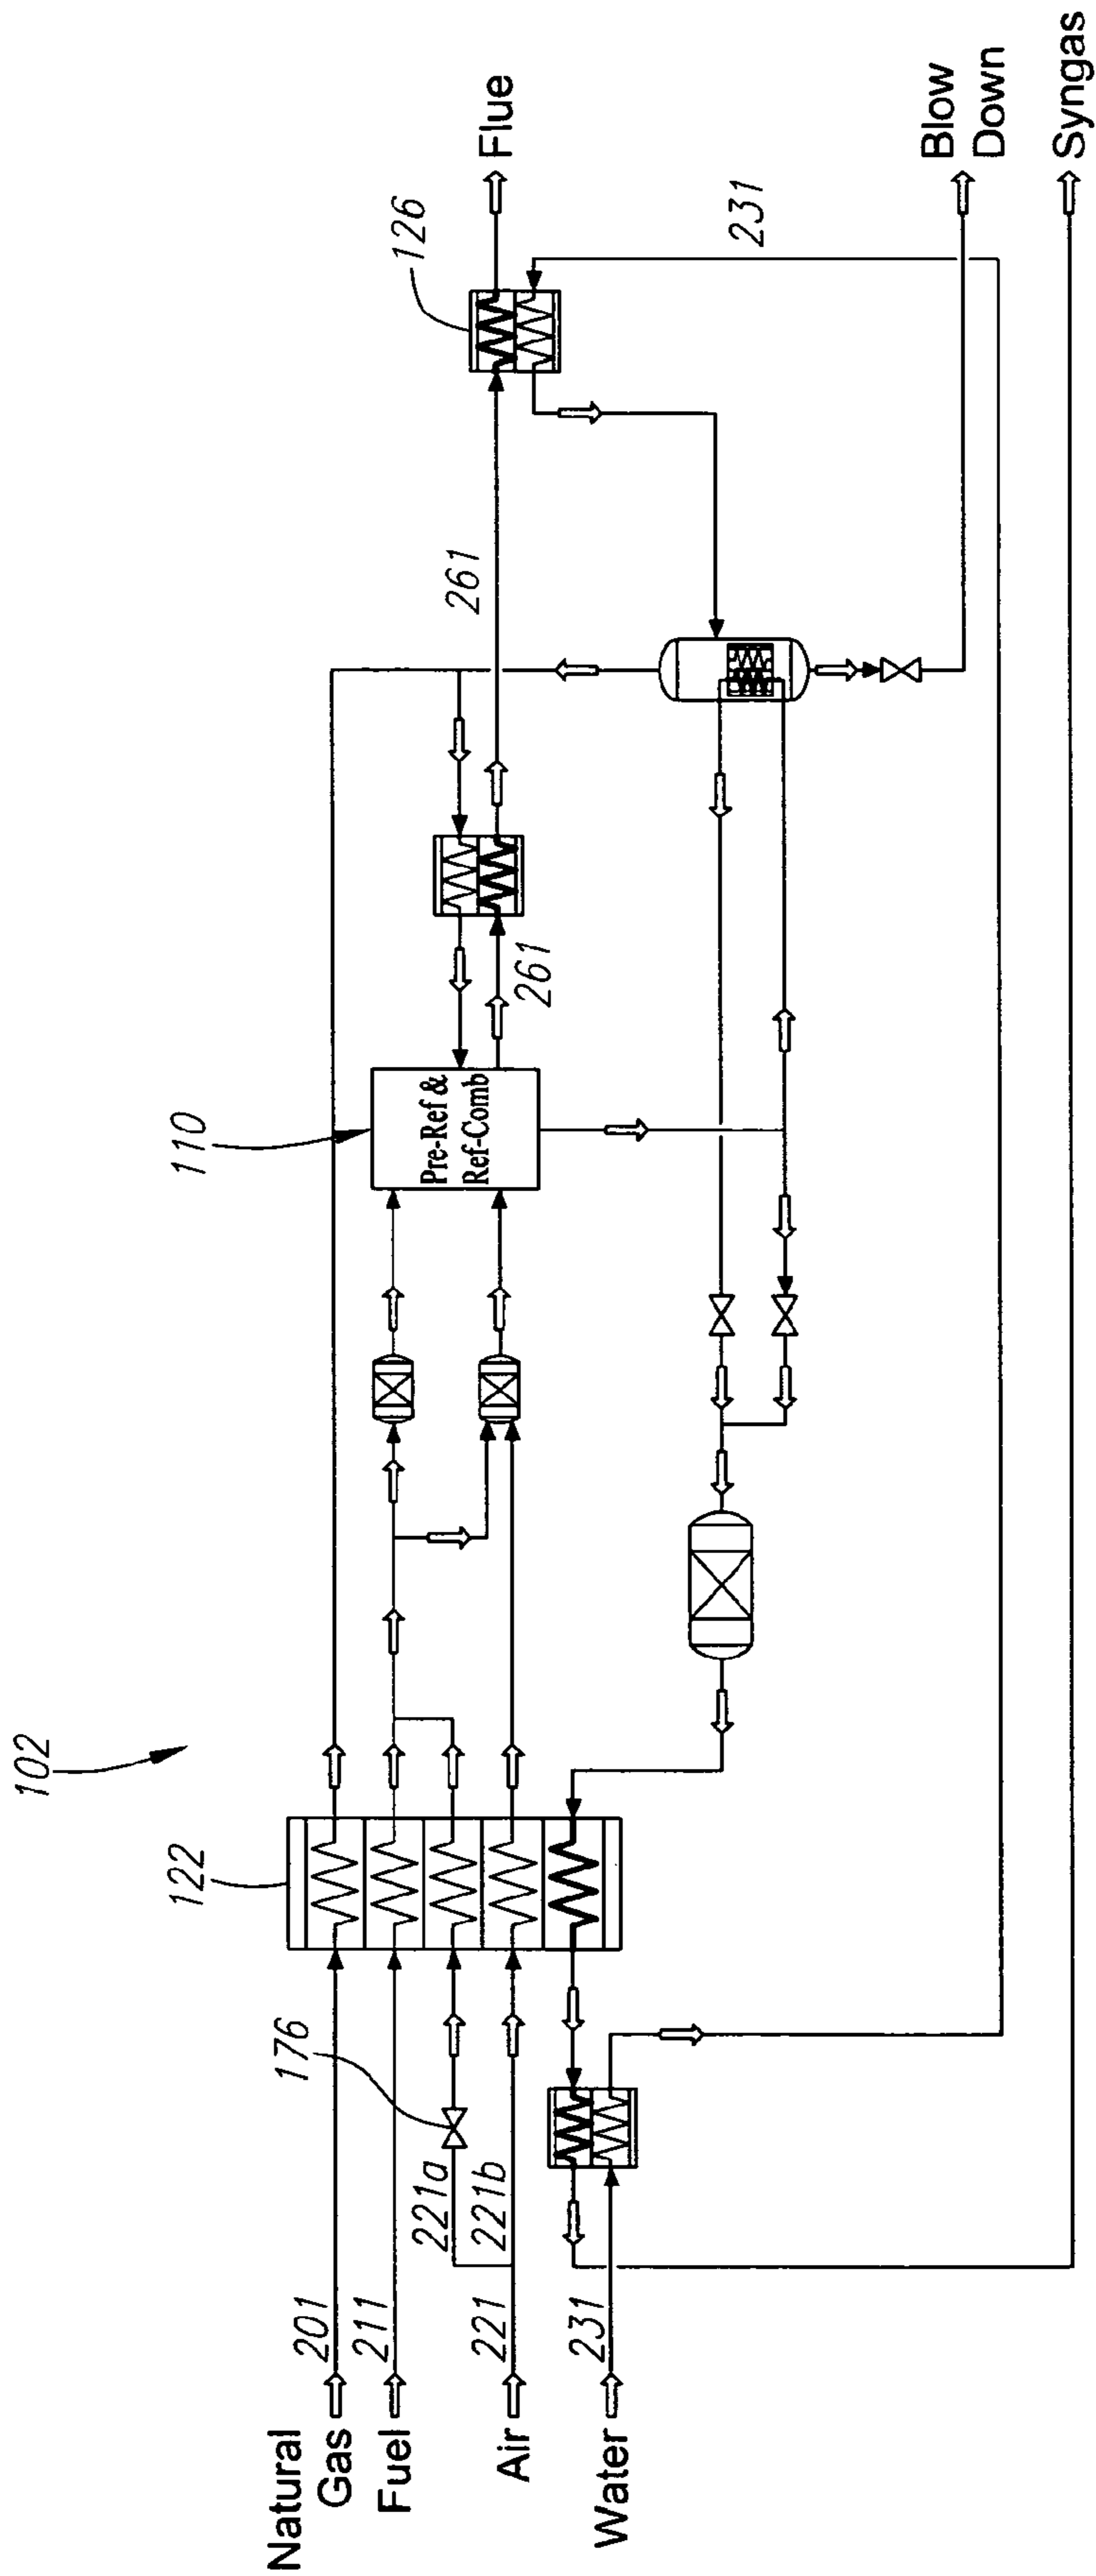 102
122
110
126
Flue
Natural
Gas
201
Fuel
211
176
221a
221b
Air
221
Water
231
Pre-Ref &
Ref-Comb
261
261
231
Blow
Down
Syngas